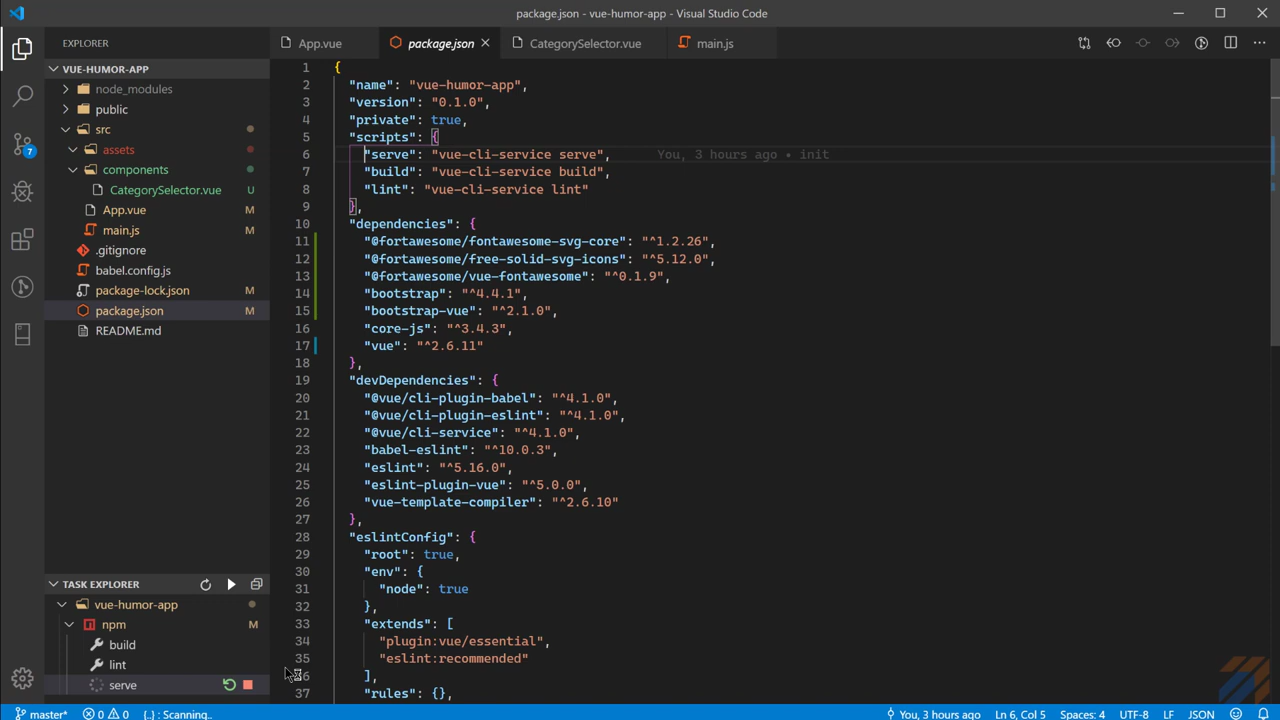 package.json - vue-humor-app - Visual Studio Code
EXPLORER
VUE-HUMOR-APP
node_modules
public
src
assets
components
CategorySelector.vue U
App.vue M
main.js M
.gitignore
babel.config.js
package-lock.json M
package.json M
README.md
7
TASK EXPLORER
vue-humor-app
npm M
build
lint
serve
App.vue package.json CategorySelector.vue main.js
1 {
2 "name": "vue-humor-app",
3 "version": "0.1.0",
4 "private": true,
5 "scripts": {
6 "serve": "vue-cli-service serve", You, 3 hours ago • init
7 "build": "vue-cli-service build",
8 "lint": "vue-cli-service lint"
9 },
10 "dependencies": {
11 "@fortawesome/fontawesome-svg-core": "^1.2.26",
12 "@fortawesome/free-solid-svg-icons": "^5.12.0",
13 "@fortawesome/vue-fontawesome": "^0.1.9",
14 "bootstrap": "^4.4.1",
15 "bootstrap-vue": "^2.1.0",
16 "core-js": "^3.4.3",
17 "vue": "^2.6.11"
18 },
19 "devDependencies": {
20 "@vue/cli-plugin-babel": "^4.1.0",
21 "@vue/cli-plugin-eslint": "^4.1.0",
22 "@vue/cli-service": "^4.1.0",
23 "babel-eslint": "^10.0.3",
24 "eslint": "^5.16.0",
25 "eslint-plugin-vue": "^5.0.0",
26 "vue-template-compiler": "^2.6.10"
27 },
28 "eslintConfig": {
29 "root": true,
30 "env": {
31 "node": true
32 },
33 "extends": [
34 "plugin:vue/essential",
35 "eslint:recommended"
36 ],
37 "rules": {},
master* 0 0 {..} : Scanning.. You, 3 hours ago Ln 6, Col 5 Spaces: 4 UTF-8 LF JSON